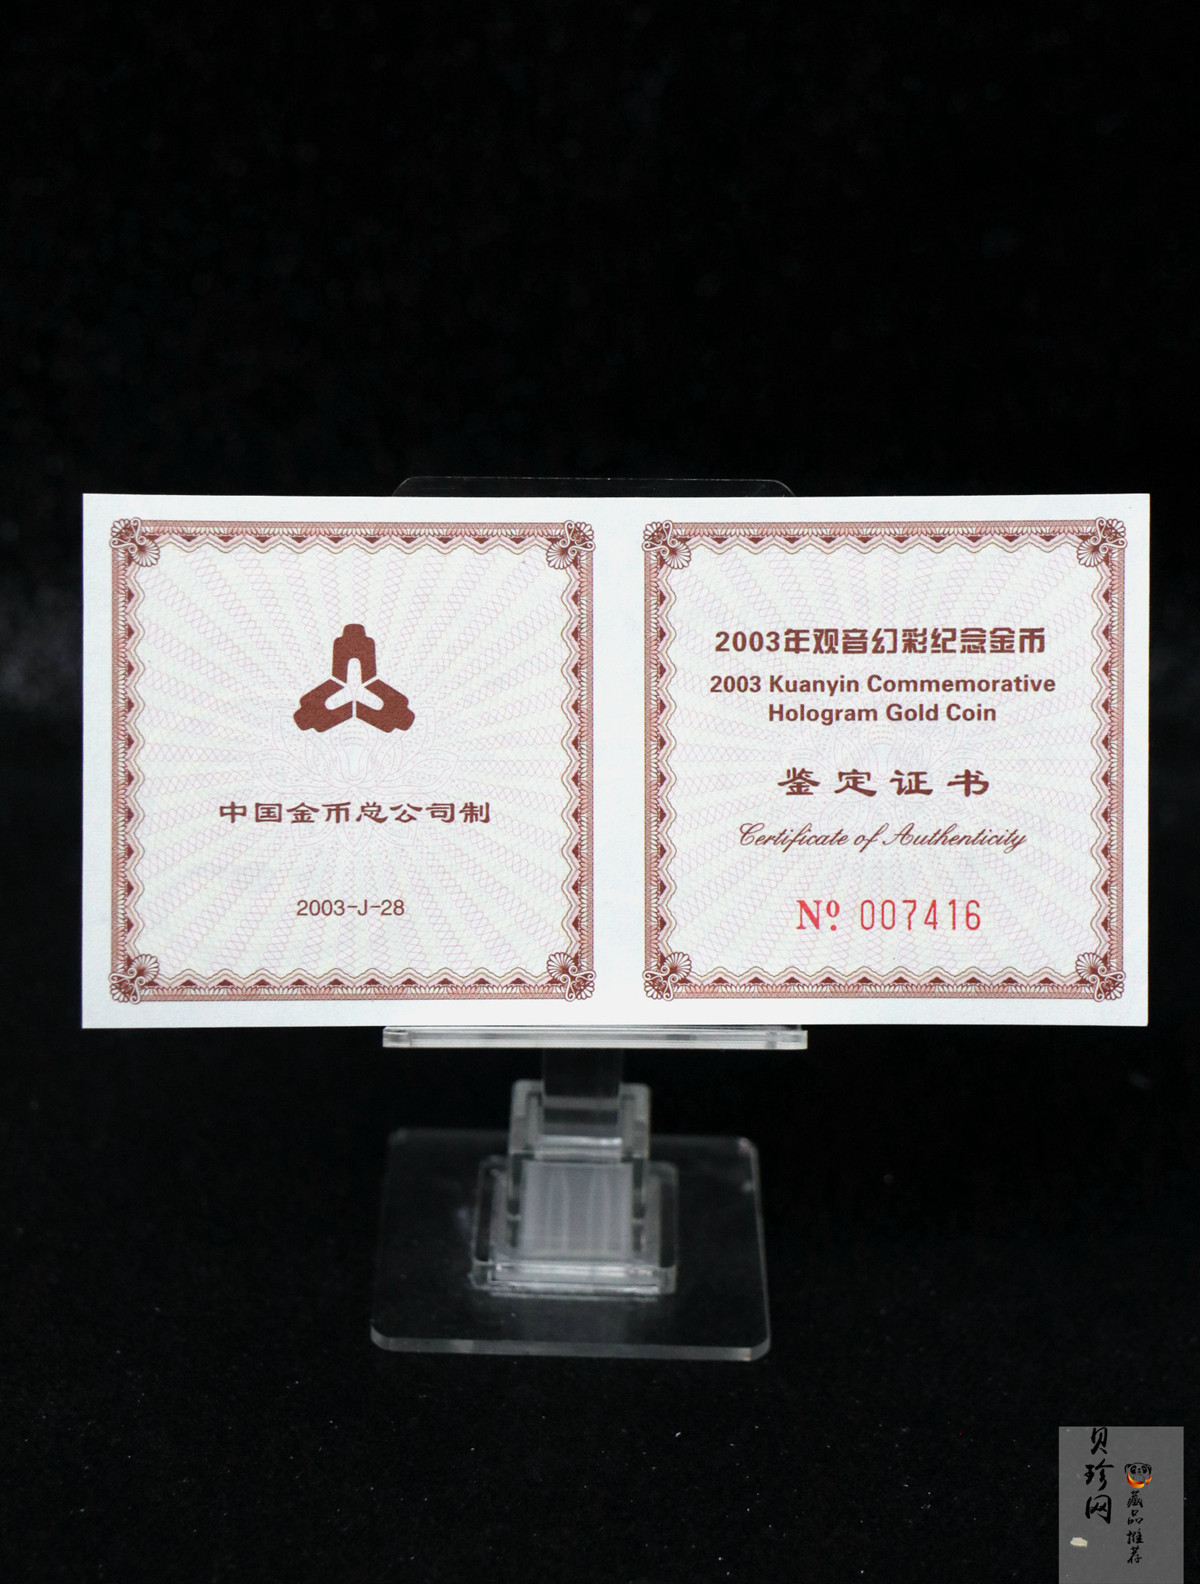 中国金币总公司制
2003-J-28
2003年观音幻彩纪念金币
2003 Kuanyin Commemorative
Hologram Gold Coin
鉴定证书
Certificate of Authenticity
Nº 007416
贝珍网
藏品推荐